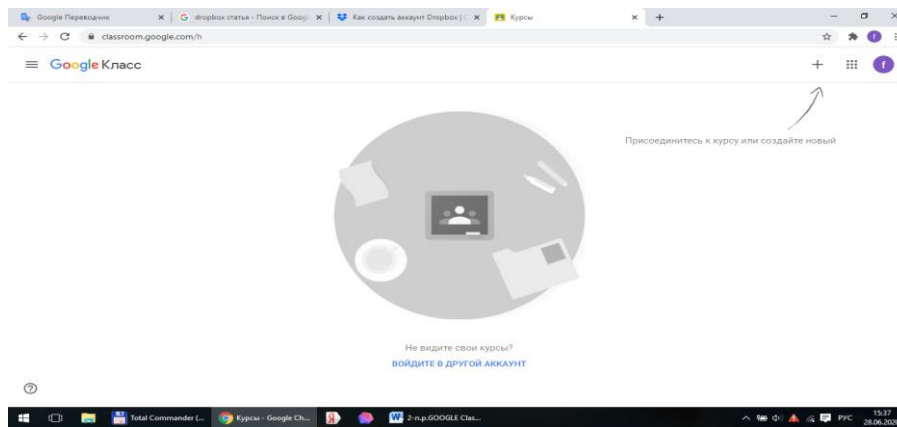 Google Переводчик
dropbox статья - Поиск в Googl
Как создать аккаунт Dropbox |
Курсы
classroom.google.com/h
f
Google Класс
f
Присоединитесь к курсу или создайте новый
Не видите свои курсы?
ВОЙДИТЕ В ДРУГОЙ АККАУНТ
Total Commander (...
Курсы - Google Ch...
2-п.р.GOOGLE Clas...
РУС
15:37
28.06.202